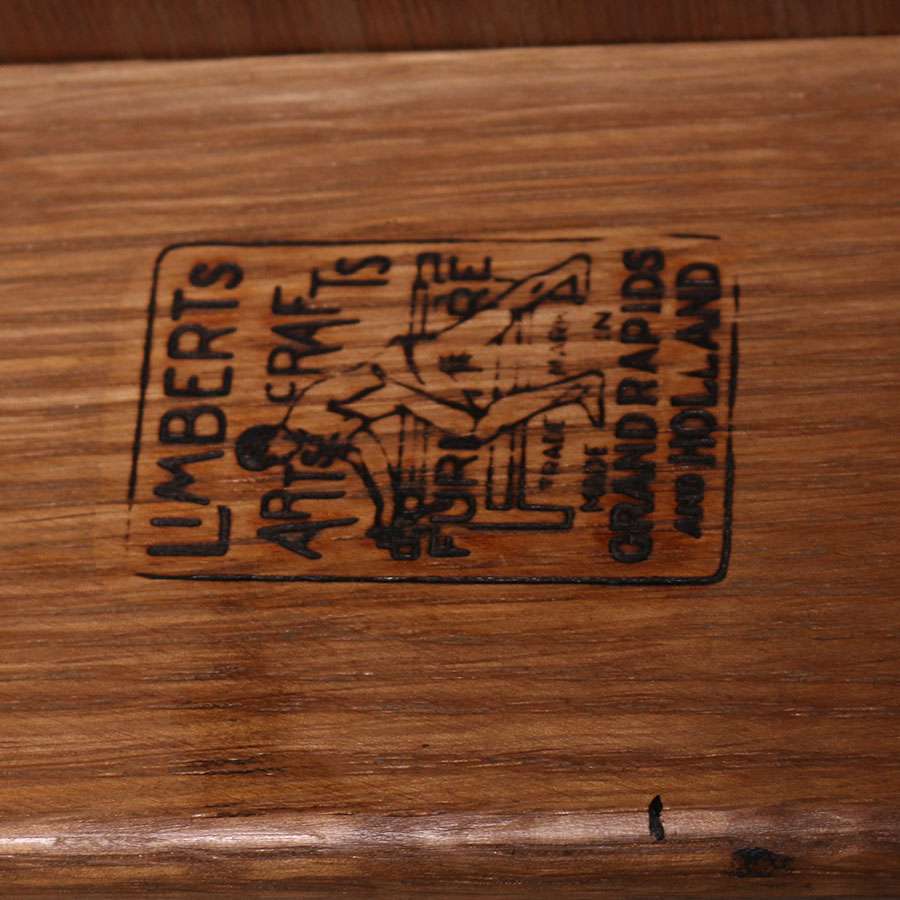 LIMBERTS
ARTS CRAFTS
FURNITURE
TRADE MARK
MADE IN
GRAND RAPIDS
AND HOLLAND